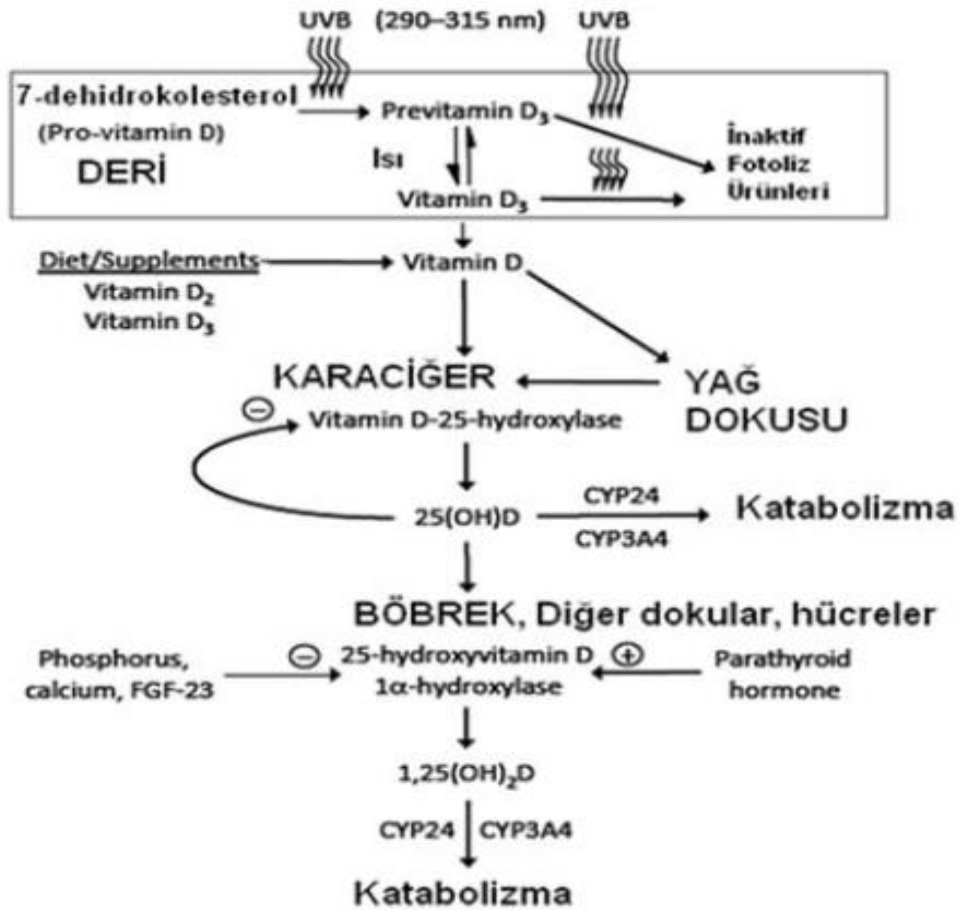 UVB (290–315 nm) UVB
7-dehidrokolesterol
(Pro-vitamin D)
DERİ
Previtamin D₃
Isı
Vitamin D₃
İnaktif
Fotoliz
Ürünleri
Diet/Supplements
Vitamin D₂
Vitamin D₃
Vitamin D
KARACİĞER
YAĞ
DOKUSU
⊖ Vitamin D-25-hydroxylase
25(OH)D
CYP24
CYP3A4
Katabolizma
BÖBREK, Diğer dokular, hücreler
Phosphorus,
calcium, FGF-23
⊖ 25-hydroxyvitamin D ⊕
1α-hydroxylase
Parathyroid
hormone
1,25(OH)₂D
CYP24 CYP3A4
Katabolizma